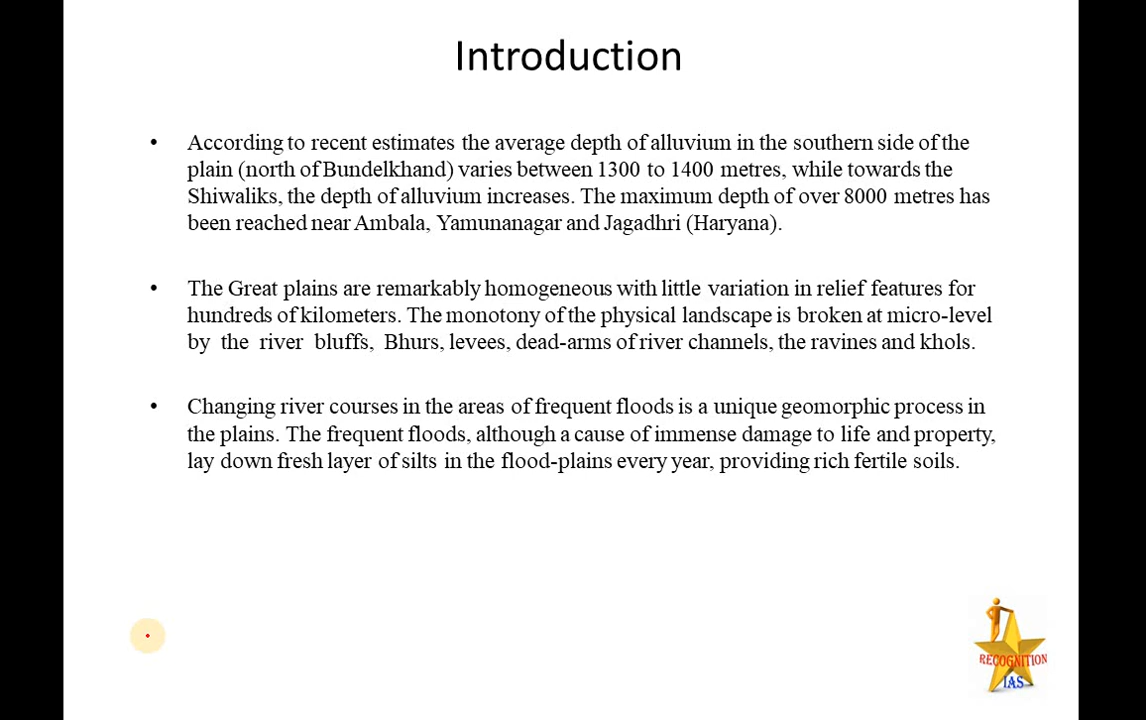 Introduction
• According to recent estimates the average depth of alluvium in the southern side of the
plain (north of Bundelkhand) varies between 1300 to 1400 metres, while towards the
Shiwaliks, the depth of alluvium increases. The maximum depth of over 8000 metres has
been reached near Ambala, Yamunanagar and Jagadhri (Haryana).
• The Great plains are remarkably homogeneous with little variation in relief features for
hundreds of kilometers. The monotony of the physical landscape is broken at micro-level
by the river bluffs, Bhurs, levees, dead-arms of river channels, the ravines and khols.
• Changing river courses in the areas of frequent floods is a unique geomorphic process in
the plains. The frequent floods, although a cause of immense damage to life and property,
lay down fresh layer of silts in the flood-plains every year, providing rich fertile soils.
RECOGNITION
IAS